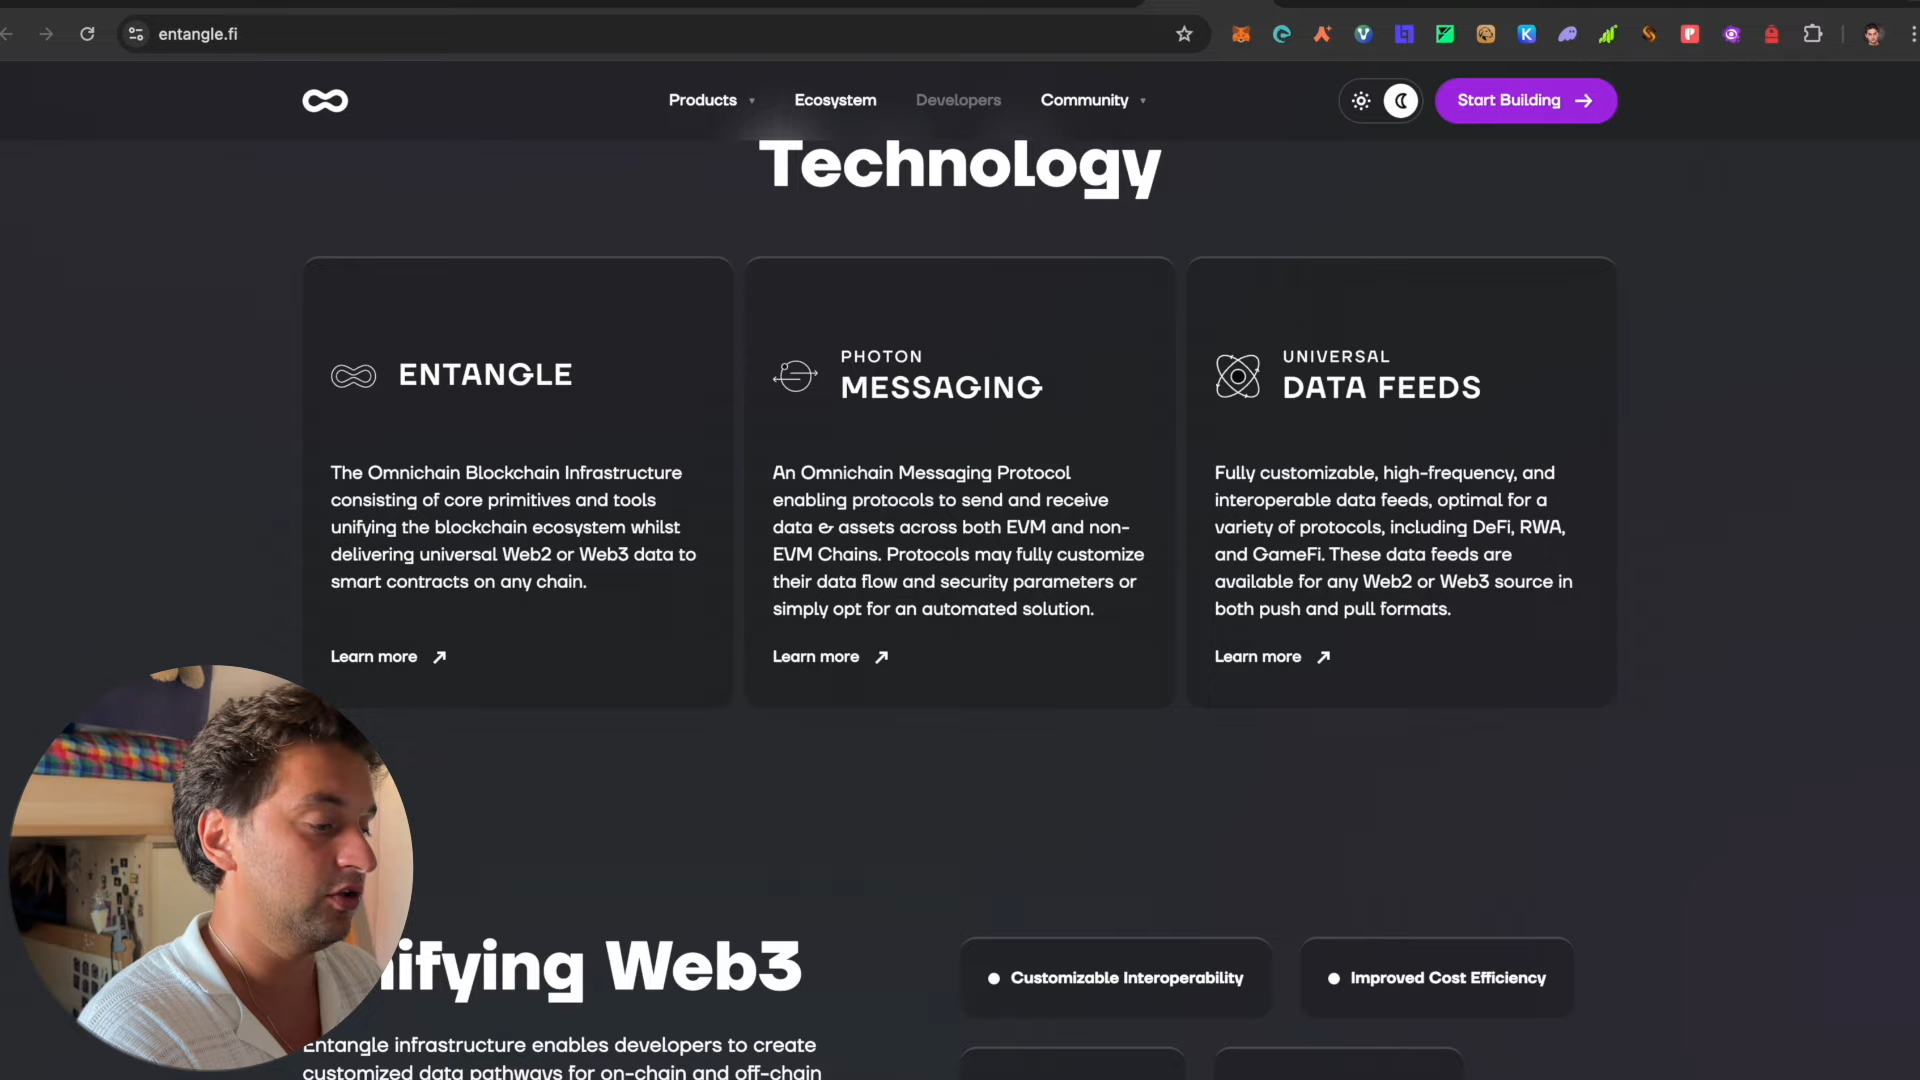 entangle.fi
Products
Ecosystem
Developers
Community
Start Building
Technology
ENTANGLE
The Omnichain Blockchain Infrastructure
consisting of core primitives and tools
unifying the blockchain ecosystem whilst
delivering universal Web2 or Web3 data to
smart contracts on any chain.
Learn more
PHOTON
MESSAGING
An Omnichain Messaging Protocol
enabling protocols to send and receive
data & assets across both EVM and non-
EVM Chains. Protocols may fully customize
their data flow and security parameters or
simply opt for an automated solution.
Learn more
UNIVERSAL
DATA FEEDS
Fully customizable, high-frequency, and
interoperable data feeds, optimal for a
variety of protocols, including DeFi, RWA,
and GameFi. These data feeds are
available for any Web2 or Web3 source in
both push and pull formats.
Learn more
nifying Web3
Entangle infrastructure enables developers to create
customized data pathways for on-chain and off-chain
Customizable Interoperability
Improved Cost Efficiency